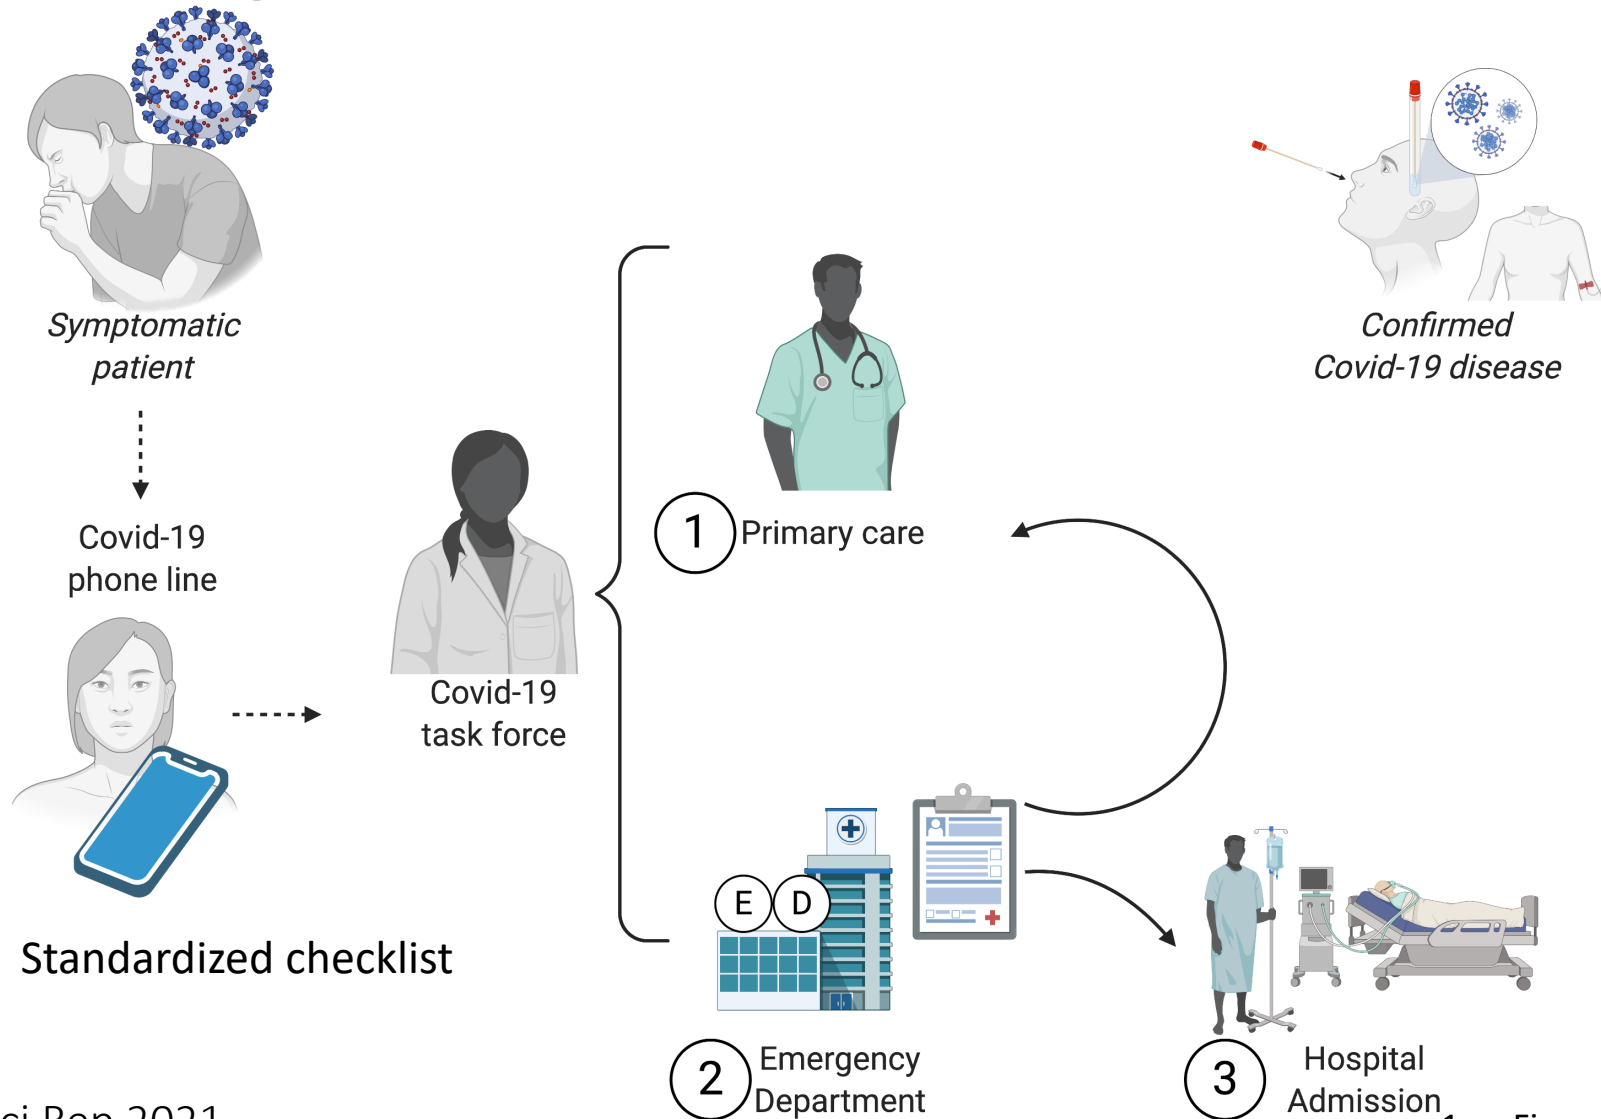 Symptomatic
patient
Confirmed
Covid-19 disease
Covid-19
phone line
1 Primary care
Covid-19
task force
E D
Standardized checklist
2 Emergency
Department
3 Hospital
Admission
2021